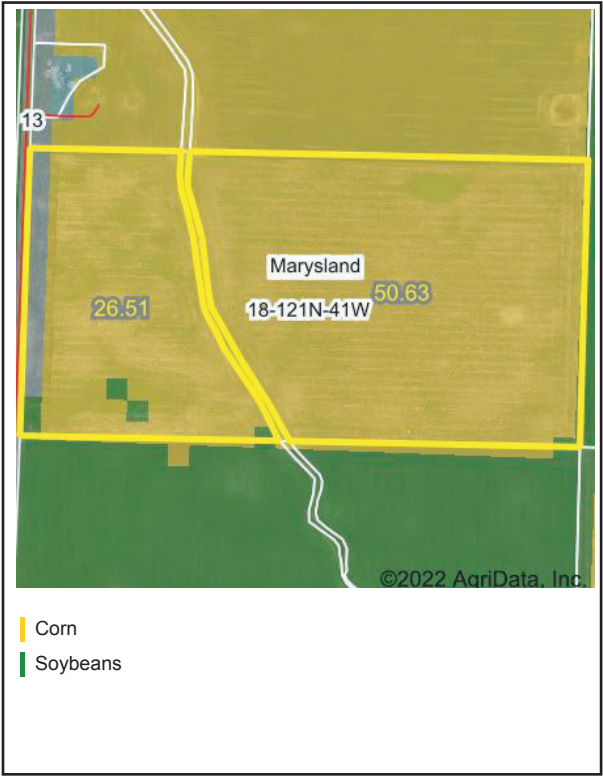 13
Marysland
26.51
50.63
18-121N-41W
©2022 AgriData, Inc.
Corn
Soybeans